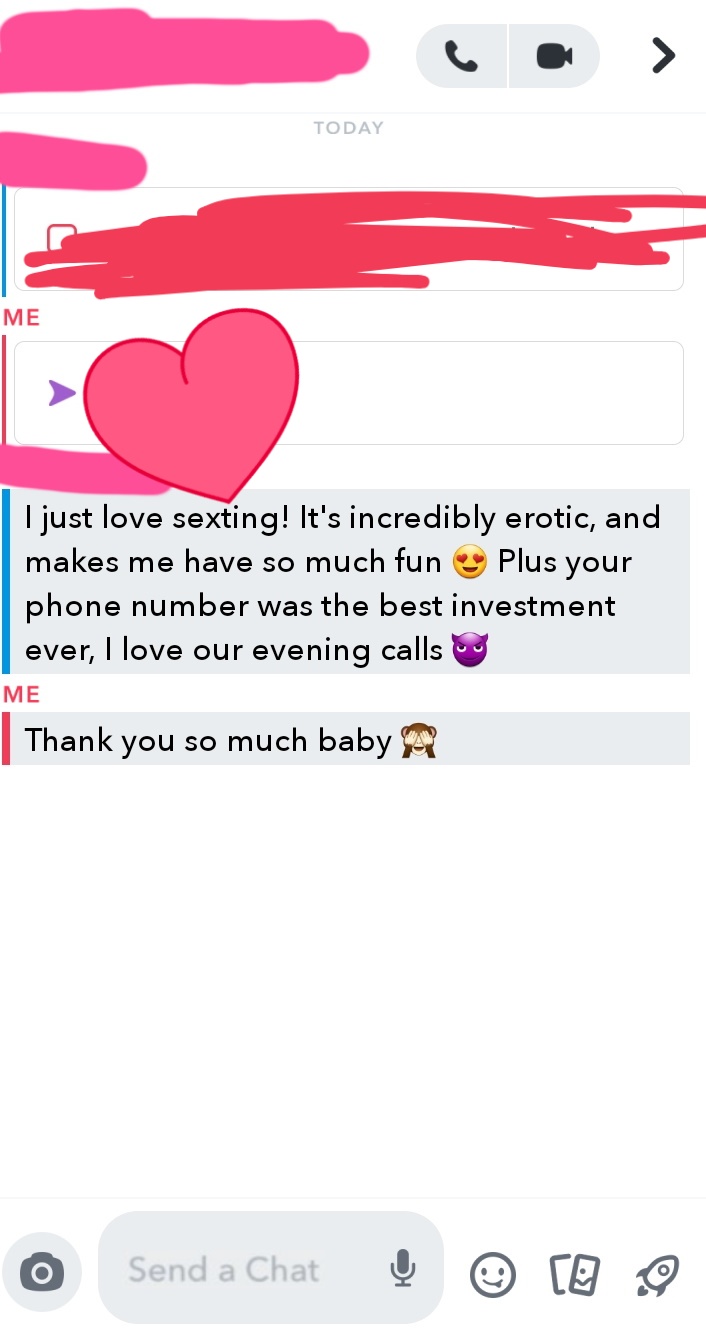 TODAY
ME
I just love sexting! It's incredibly erotic, and
makes me have so much fun 😍 Plus your
phone number was the best investment
ever, I love our evening calls 😈
ME
Thank you so much baby 🙈
Send a Chat